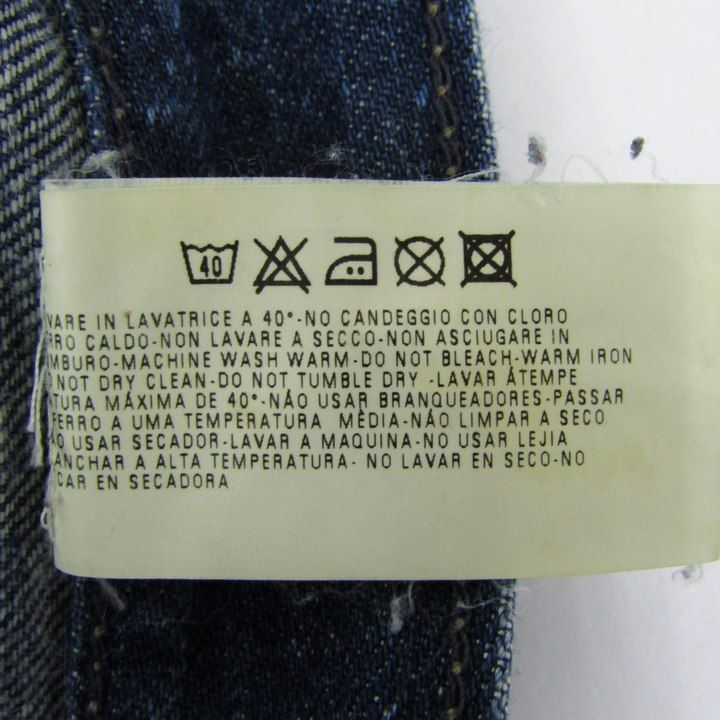 40
VARE IN LAVATRICE A 40°-NO CANDEGGIO CON CLORO
RRO CALDO-NON LAVARE A SECCO-NON ASCIUGARE IN
MBURO-MACHINE WASH WARM-DO NOT BLEACH-WARM IRON
NOT DRY CLEAN-DO NOT TUMBLE DRY -LAVAR ÁTEMPE
ATURA MÁXIMA DE 40°-NÃO USAR BRANQUEADORES-PASSAR
PERRO A UMA TEMPERATURA MÉDIA-NÃO LIMPAR A SECO
O USAR SECADOR-LAVAR A MAQUINA-NO USAR LEJIA
ANCHAR A ALTA TEMPERATURA- NO LAVAR EN SECO-NO
CAR EN SECADORA